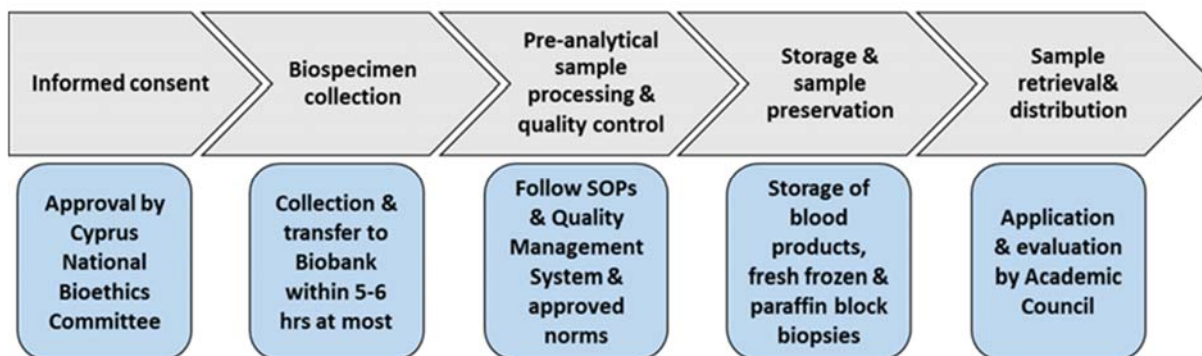 Informed consent
Biospecimen
collection
Pre-analytical
sample
processing &
quality control
Storage &
sample
preservation
Sample
retrieval&
distribution
Approval by
Cyprus
National
Bioethics
Committee
Collection &
transfer to
Biobank
within 5-6
hrs at most
Follow SOPs
& Quality
Management
System &
approved
norms
Storage of
blood
products,
fresh frozen &
paraffin block
biopsies
Application
& evaluation
by Academic
Council